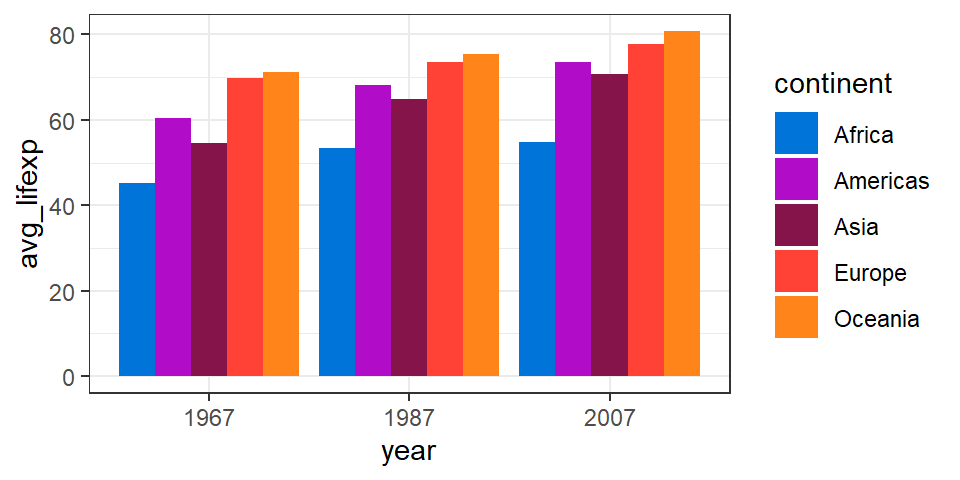 avg_lifexp
80
60
40
20
0
1967 1987 2007
year
continent
Africa
Americas
Asia
Europe
Oceania